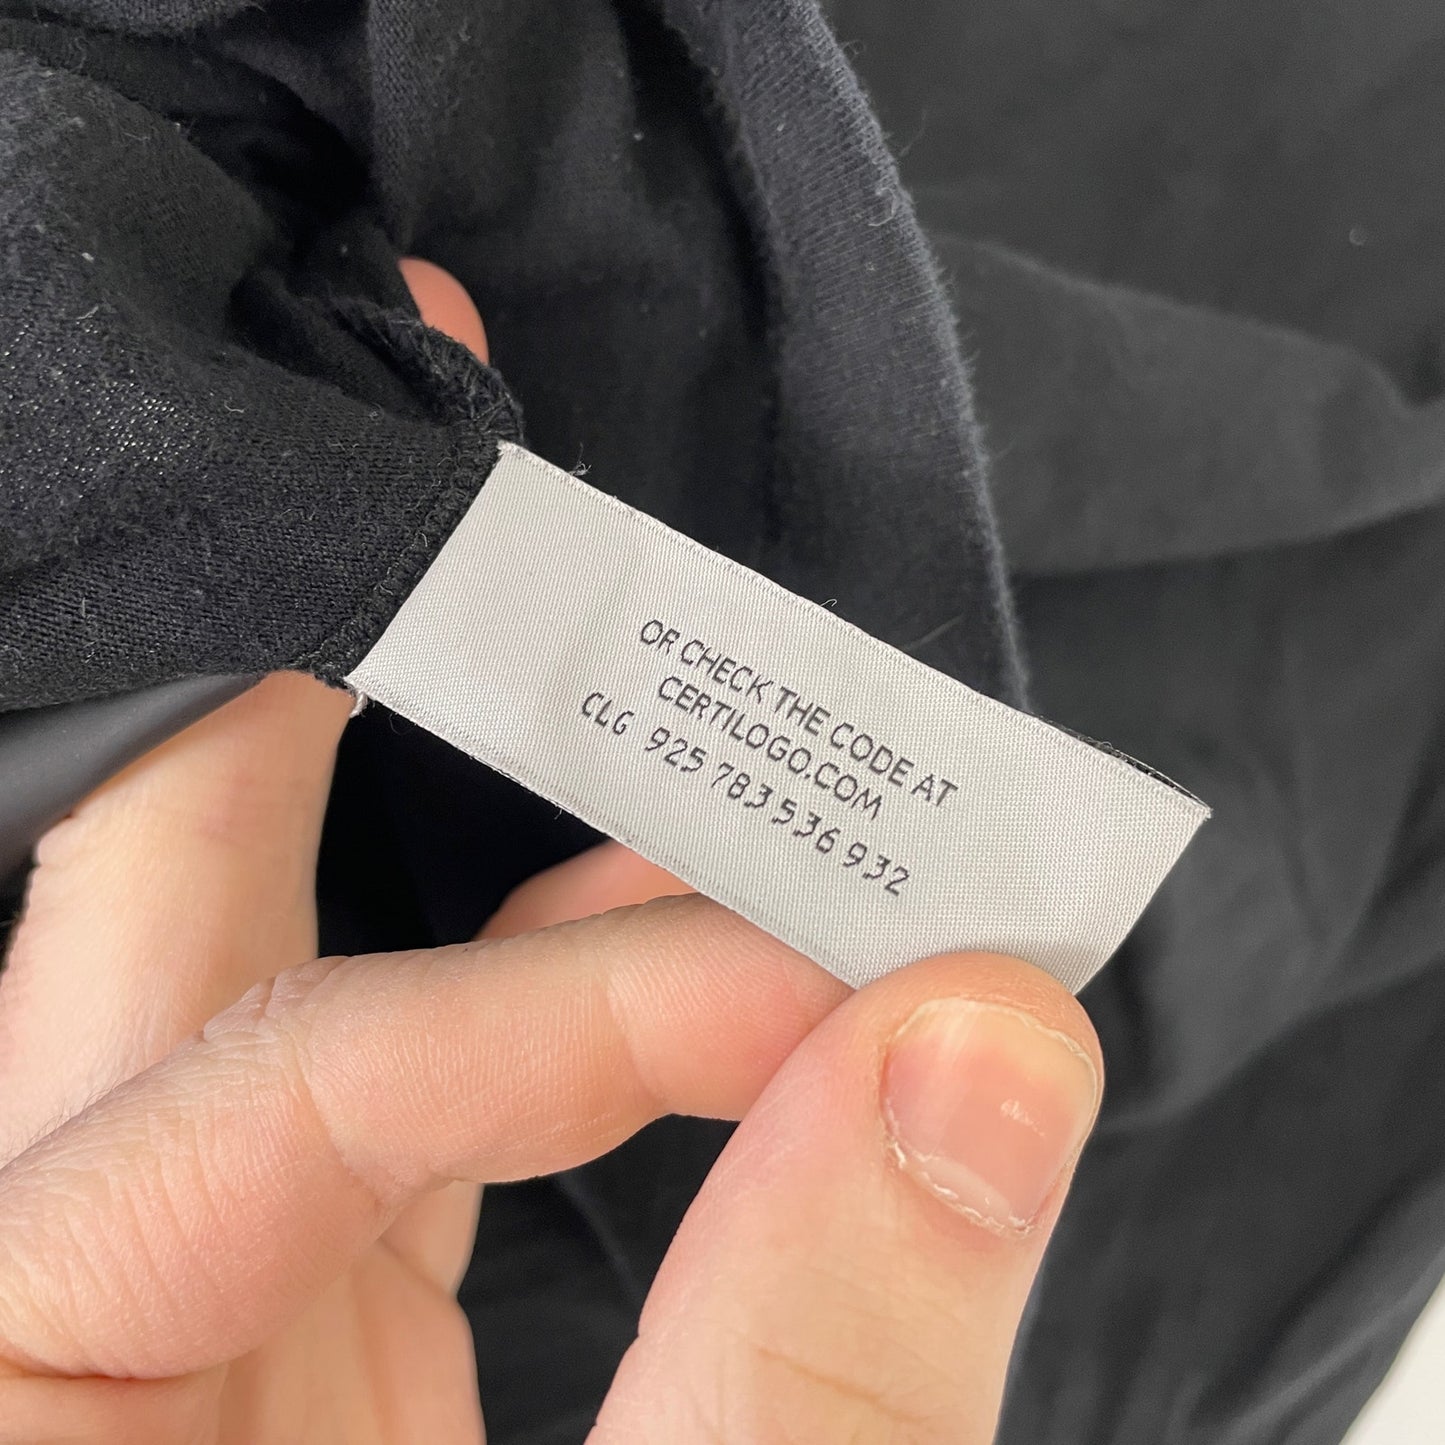 OR CHECK THE CODE AT
CERTILOGO.COM
CLG 925 783 536 932